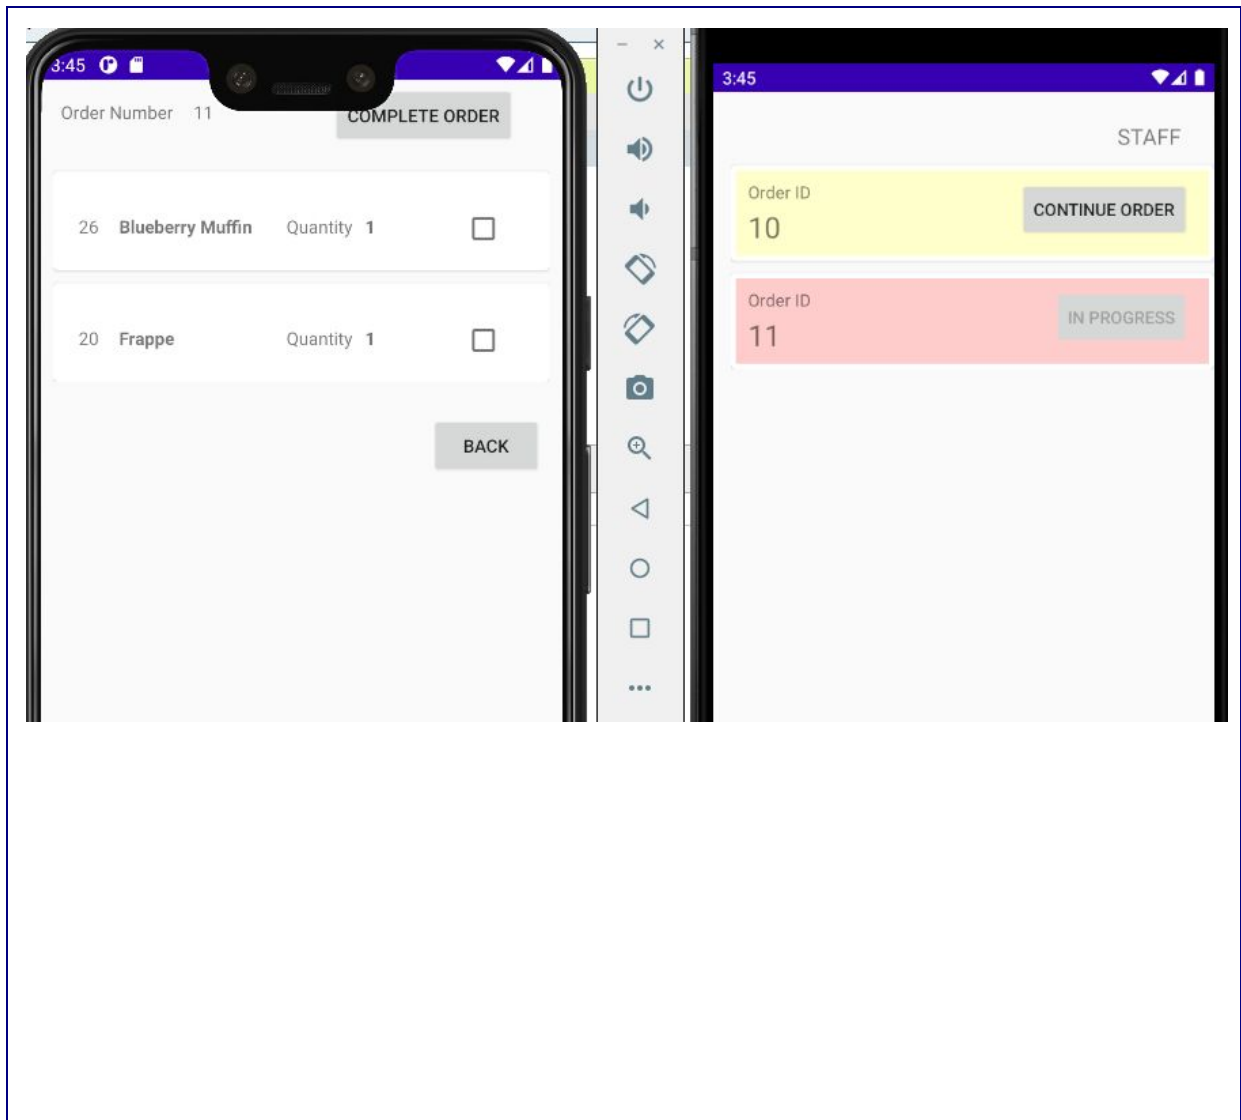 3:45
Order Number 11
COMPLETE ORDER
26 Blueberry Muffin Quantity 1
20 Frappe Quantity 1
BACK
3:45
STAFF
Order ID
10
CONTINUE ORDER
Order ID
11
IN PROGRESS